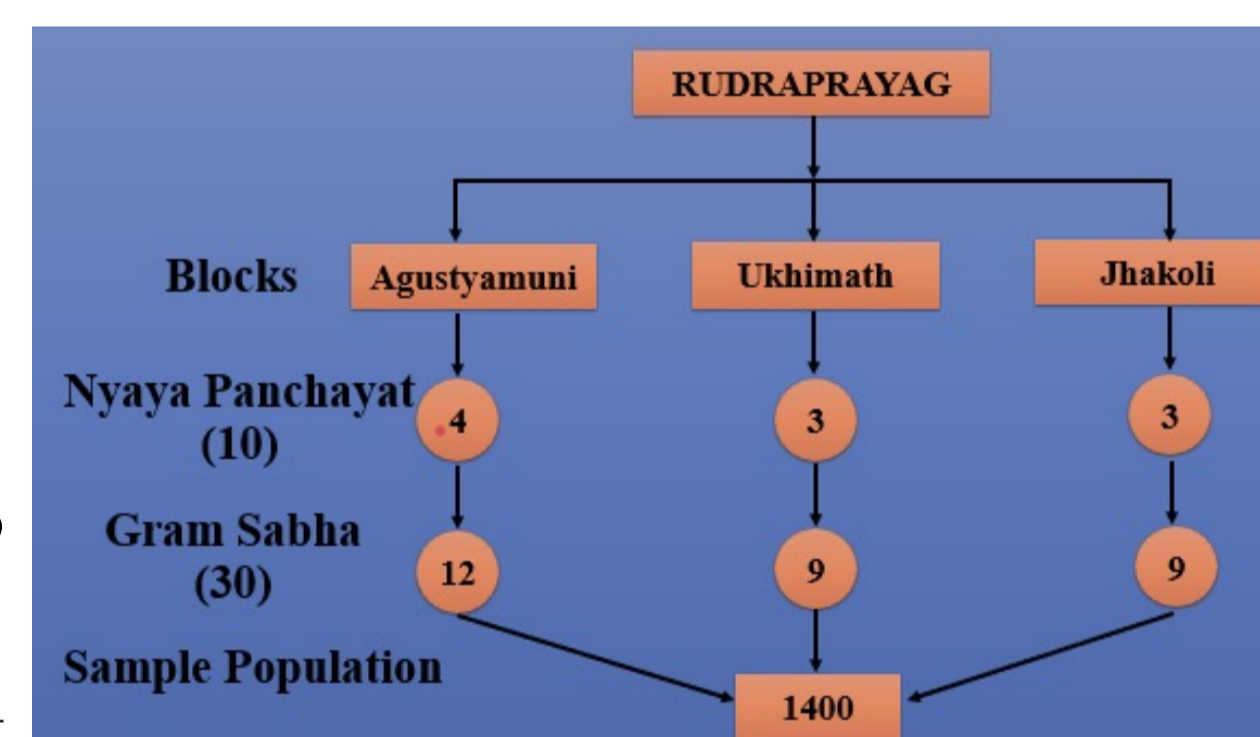 RUDRAPRAYAG
Blocks Agustyamuni Ukhimath Jhakoli
Nyaya Panchayat
(10)
4 3 3
Gram Sabha
(30)
12 9 9
Sample Population
1400